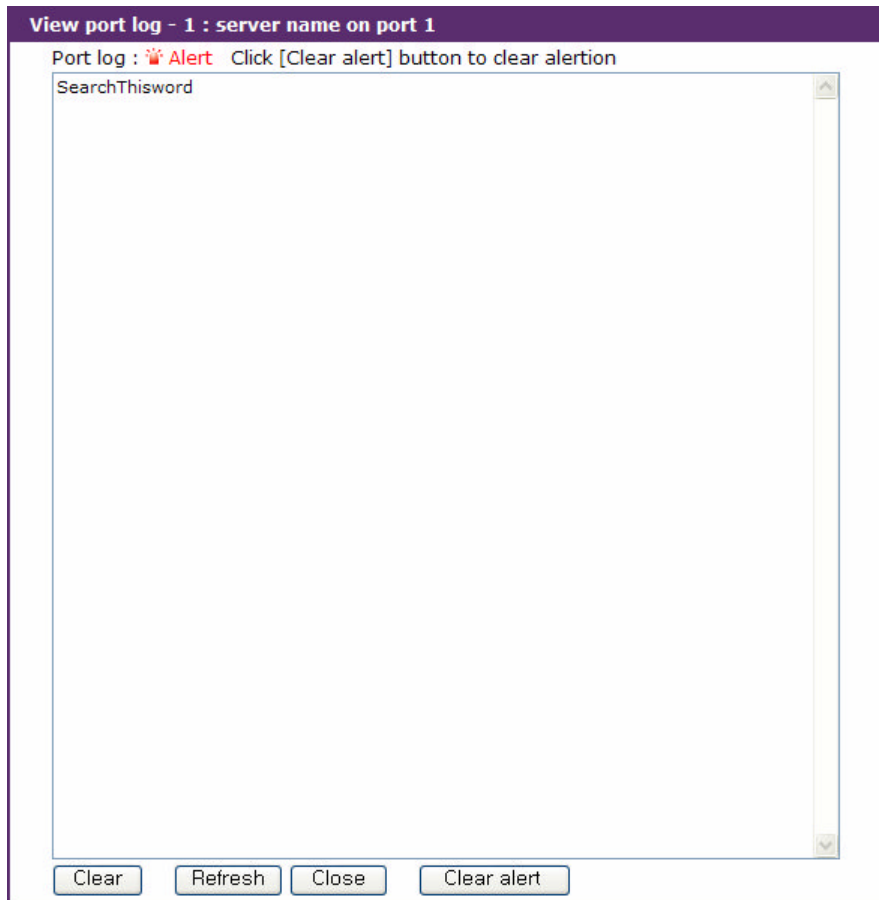 View port log - 1 : server name on port 1
Port log : Alert Click [Clear alert] button to clear alertion
SearchThisword
Clear Refresh Close Clear alert